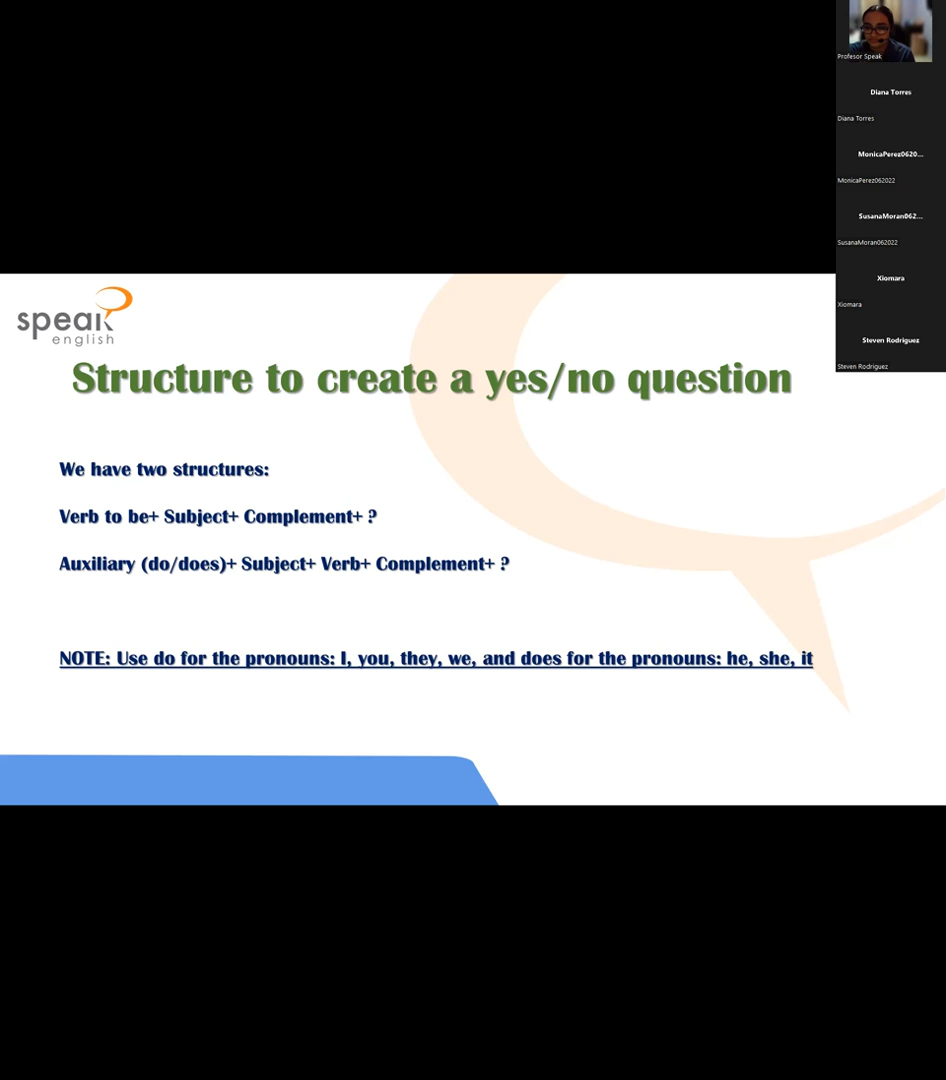 Profesor Speak
Diana Torres
Diana Torres
MonicaPerez0620...
MonicaPerez062022
SusanaMoran062...
SusanaMoran062022
Xiomara
Xiomara
Steven Rodriguez
Steven Rodriguez
speak
english
Structure to create a yes/no question
We have two structures:
Verb to be+ Subject+ Complement+ ?
Auxiliary (do/does)+ Subject+ Verb+ Complement+ ?
NOTE: Use do for the pronouns: I, you, they, we, and does for the pronouns: he, she, it